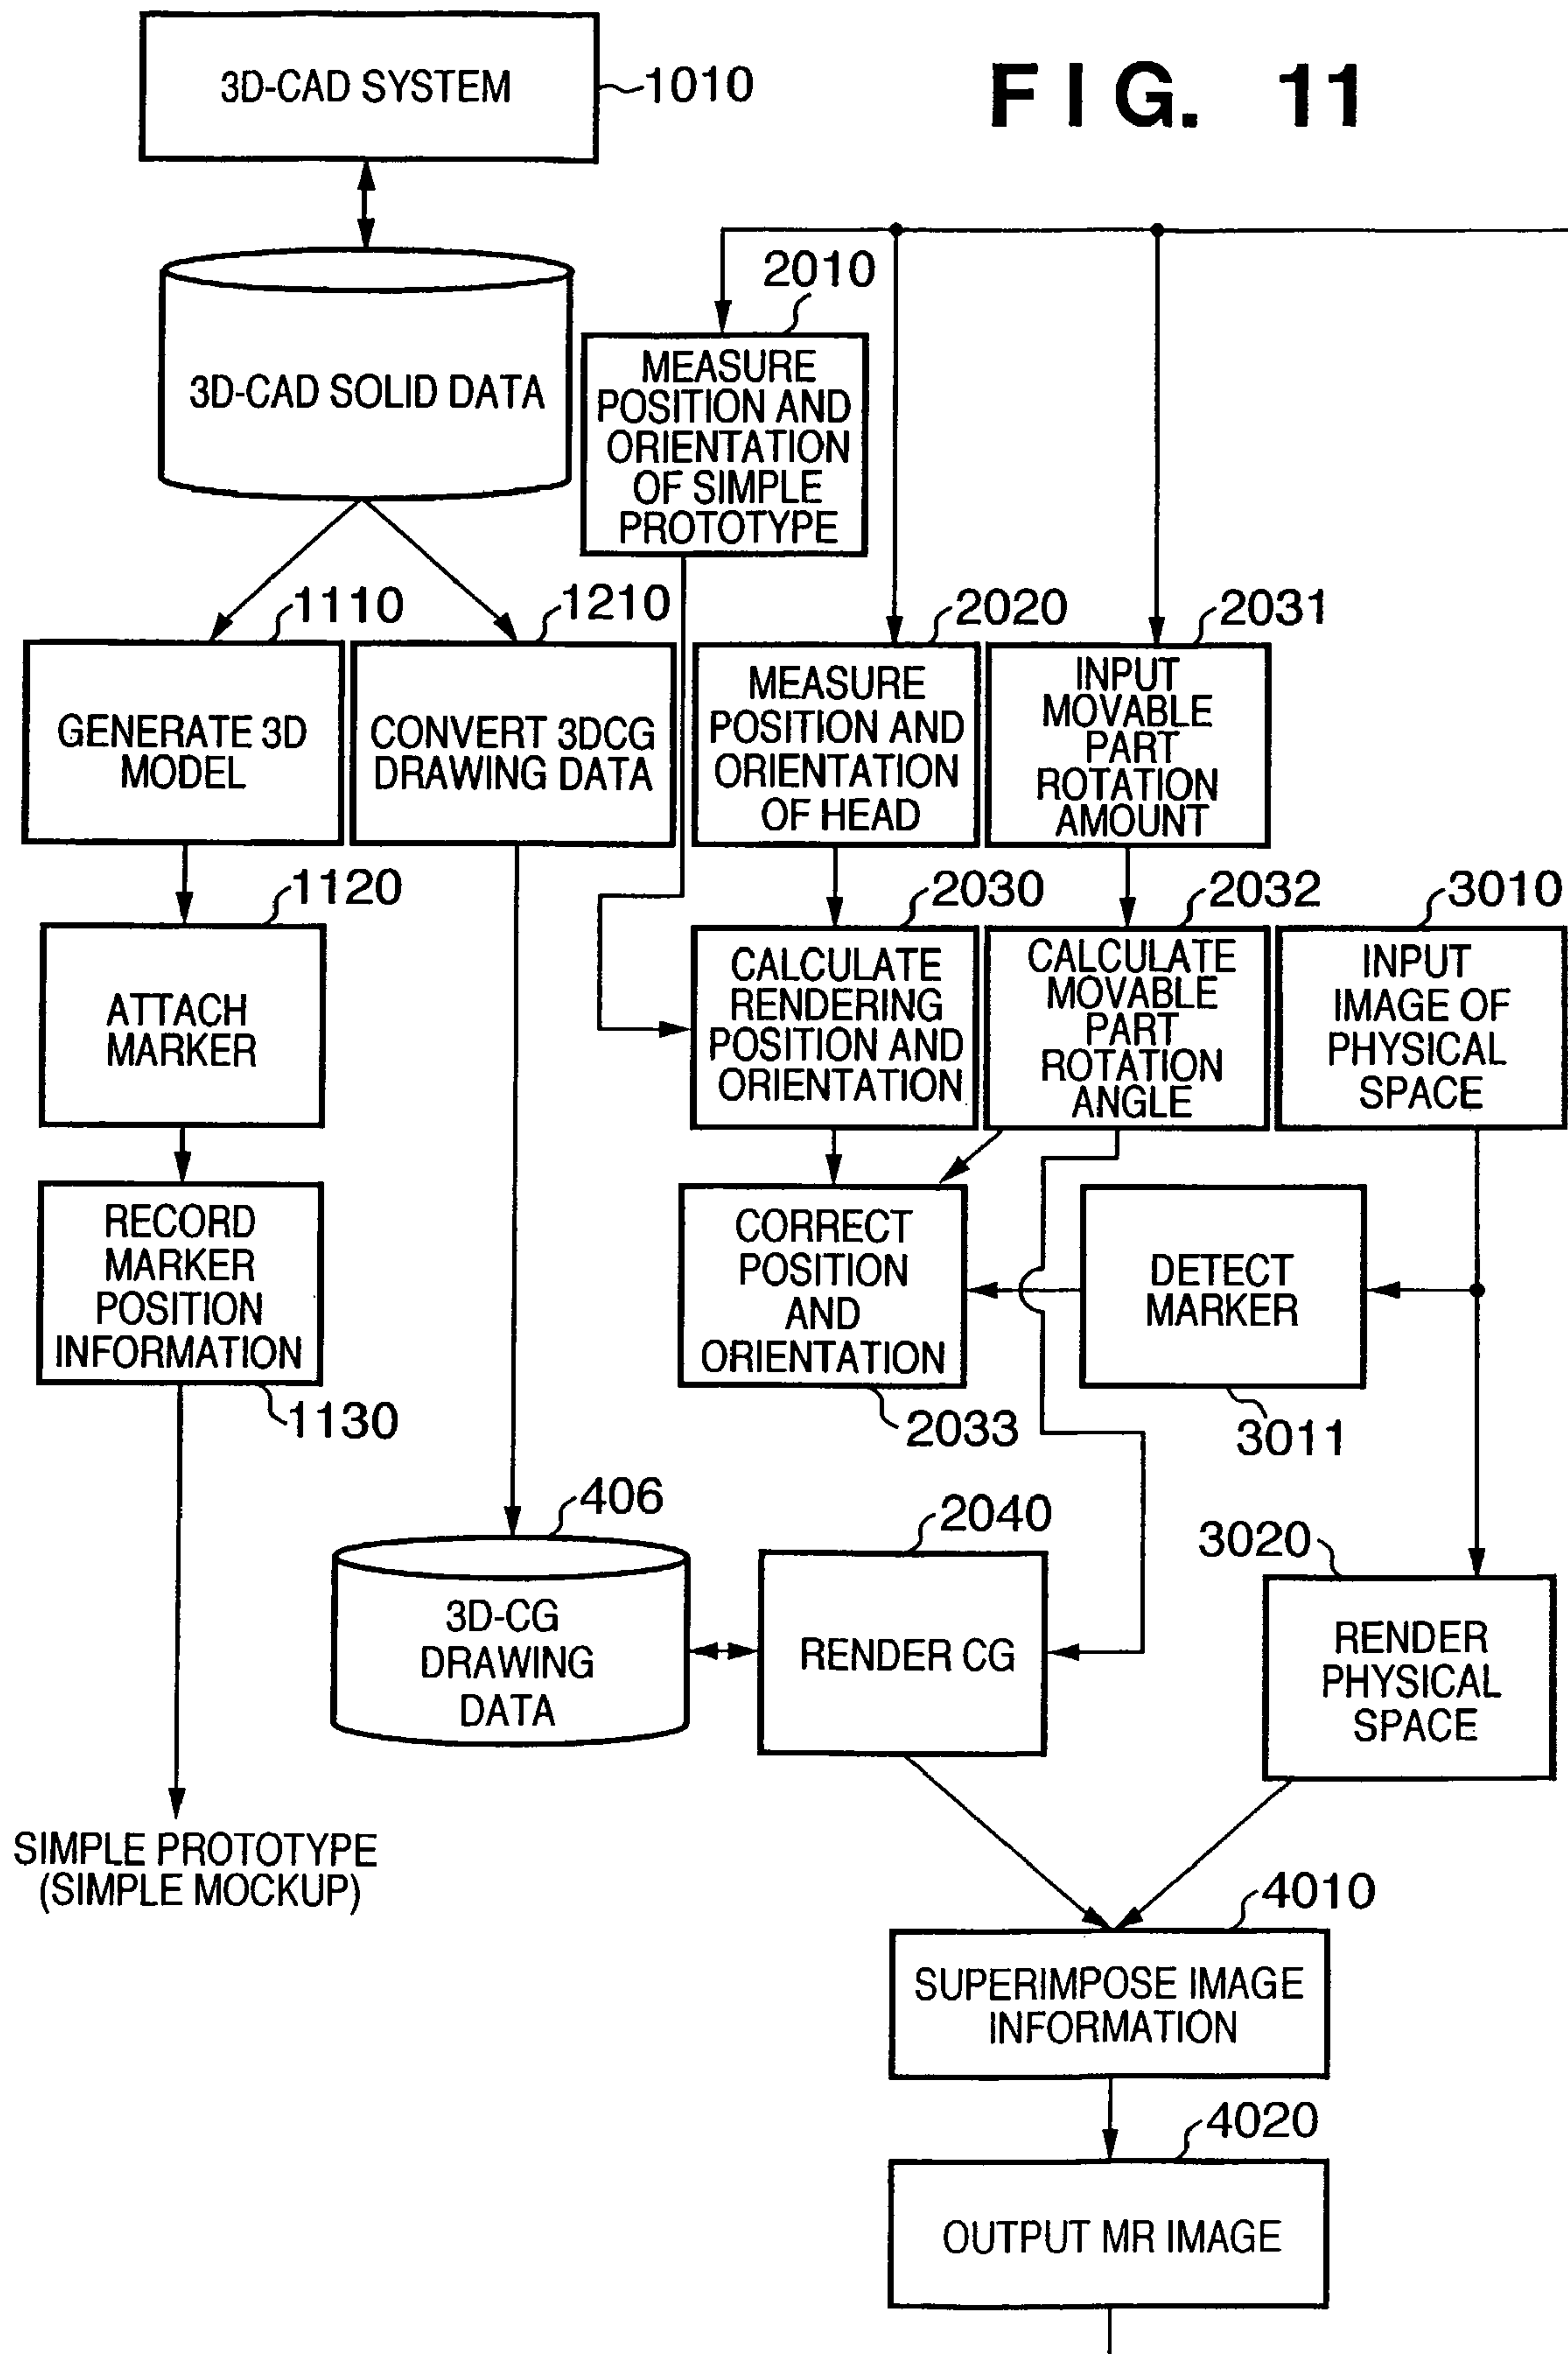 FIG. 11
3D-CAD SYSTEM
1010
3D-CAD SOLID DATA
2010
MEASURE
POSITION AND
ORIENTATION
OF SIMPLE
PROTOTYPE
1110
GENERATE 3D
MODEL
1210
CONVERT 3DCG
DRAWING DATA
2020
MEASURE
POSITION AND
ORIENTATION
OF HEAD
2031
INPUT
MOVABLE
PART
ROTATION
AMOUNT
1120
ATTACH
MARKER
2030
CALCULATE
RENDERING
POSITION AND
ORIENTATION
2032
CALCULATE
MOVABLE
PART
ROTATION
ANGLE
3010
INPUT
IMAGE OF
PHYSICAL
SPACE
RECORD
MARKER
POSITION
INFORMATION
1130
CORRECT
POSITION
AND
ORIENTATION
2033
DETECT
MARKER
3011
406
3D-CG
DRAWING
DATA
2040
RENDER CG
3020
RENDER
PHYSICAL
SPACE
SIMPLE PROTOTYPE
(SIMPLE MOCKUP)
4010
SUPERIMPOSE IMAGE
INFORMATION
4020
OUTPUT MR IMAGE